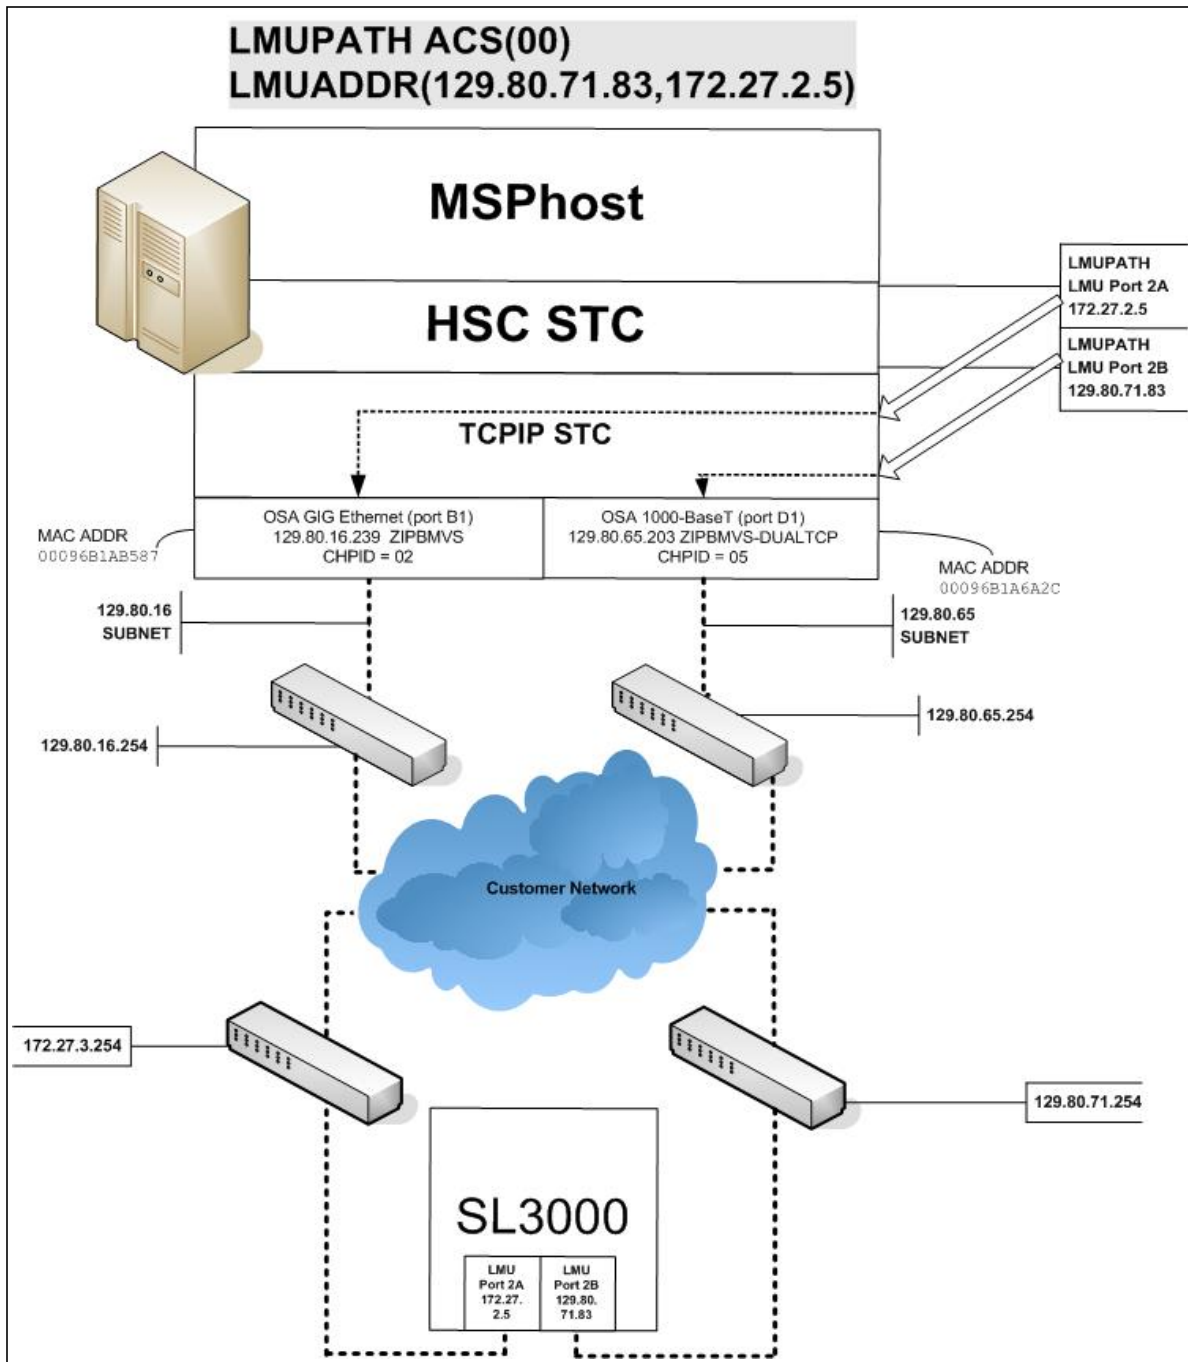 LMUPATH ACS(00)
LMUADDR(129.80.71.83,172.27.2.5)
MSPhost
HSC STC
LMUPATH
LMU Port 2A
172.27.2.5
LMUPATH
LMU Port 2B
129.80.71.83
TCPIP STC
OSA GIG Ethernet (port B1)
129.80.16.239 ZIPBMVS
CHPID = 02
OSA 1000-BaseT (port D1)
129.80.65.203 ZIPBMVS-DUALTCP
CHPID = 05
MAC ADDR
00096B1AB587
MAC ADDR
00096B1A6A2C
129.80.16
SUBNET
129.80.65
SUBNET
129.80.16.254
129.80.65.254
Customer Network
172.27.3.254
129.80.71.254
SL3000
LMU
Port 2A
172.27.
2.5
LMU
Port 2B
129.80.
71.83